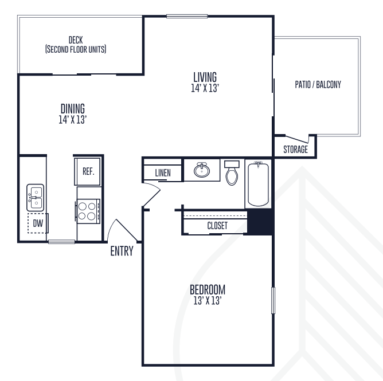 DECK
(SECOND FLOOR UNITS)
LIVING
14' X 13'
PATIO / BALCONY
DINING
14' X 13'
STORAGE
REF.
LINEN
DW
CLOSET
ENTRY
BEDROOM
13' X 13'